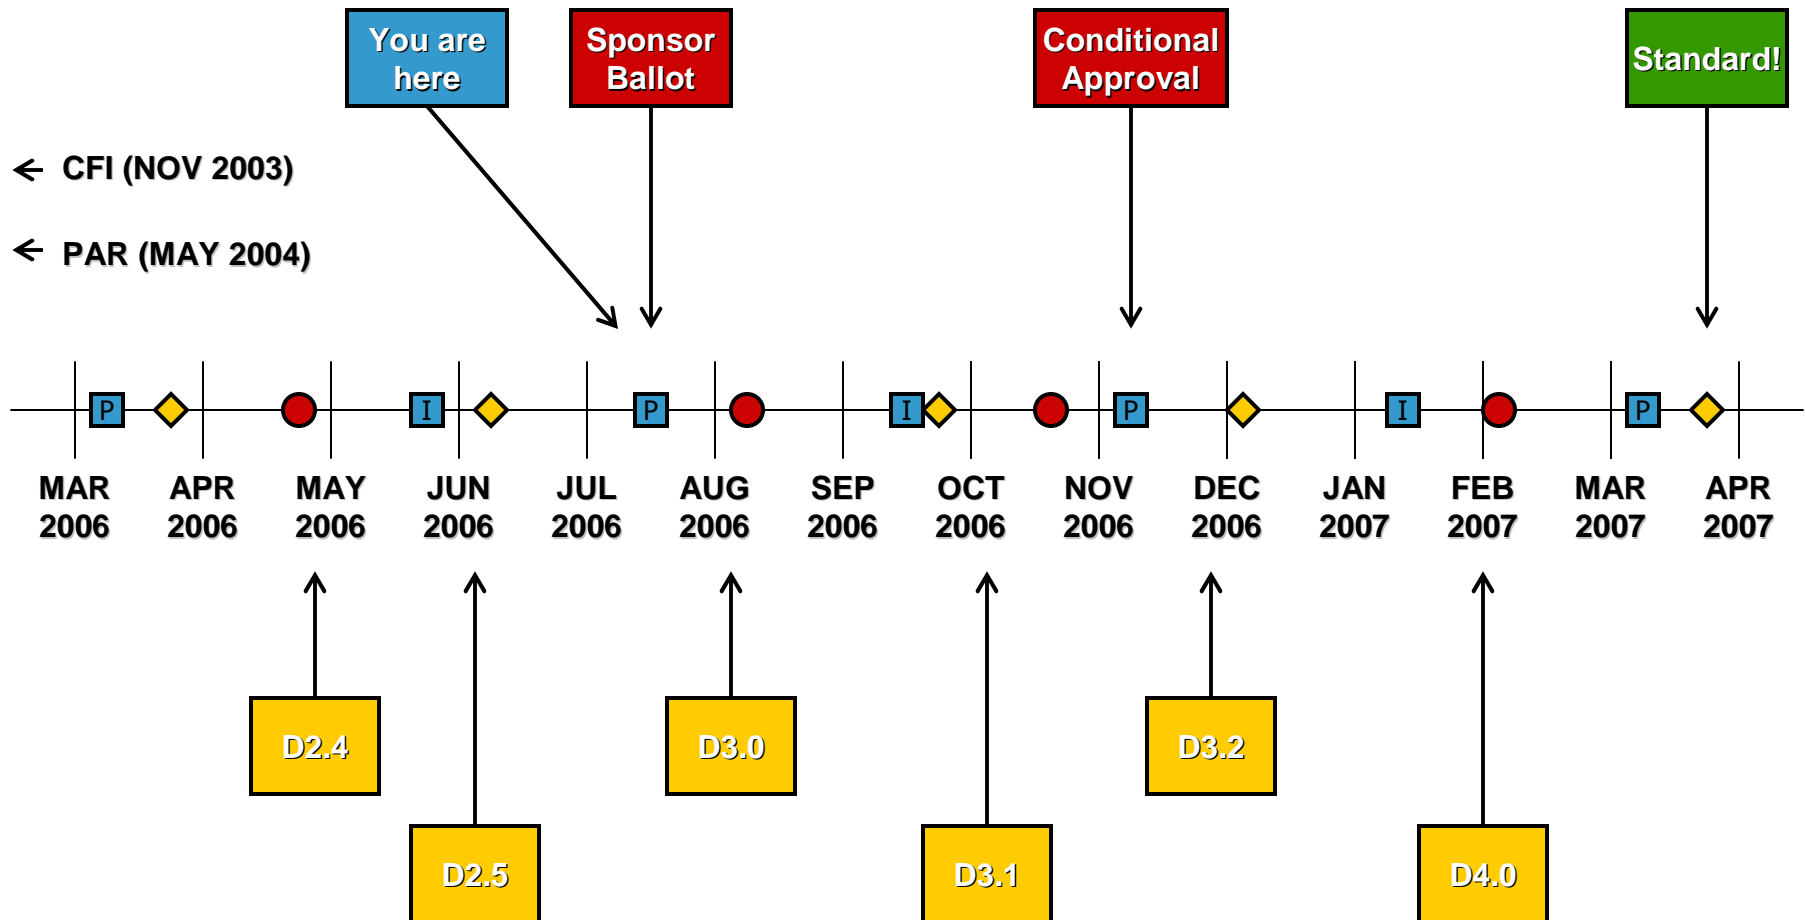 You are
here
Sponsor
Ballot
Conditional
Approval
Standard!
CFI (NOV 2003)
PAR (MAY 2004)
P
I
P
I
P
I
P
MAR
2006
APR
2006
MAY
2006
JUN
2006
JUL
2006
AUG
2006
SEP
2006
OCT
2006
NOV
2006
DEC
2006
JAN
2007
FEB
2007
MAR
2007
APR
2007
D2.4
D3.0
D3.2
D2.5
D3.1
D4.0